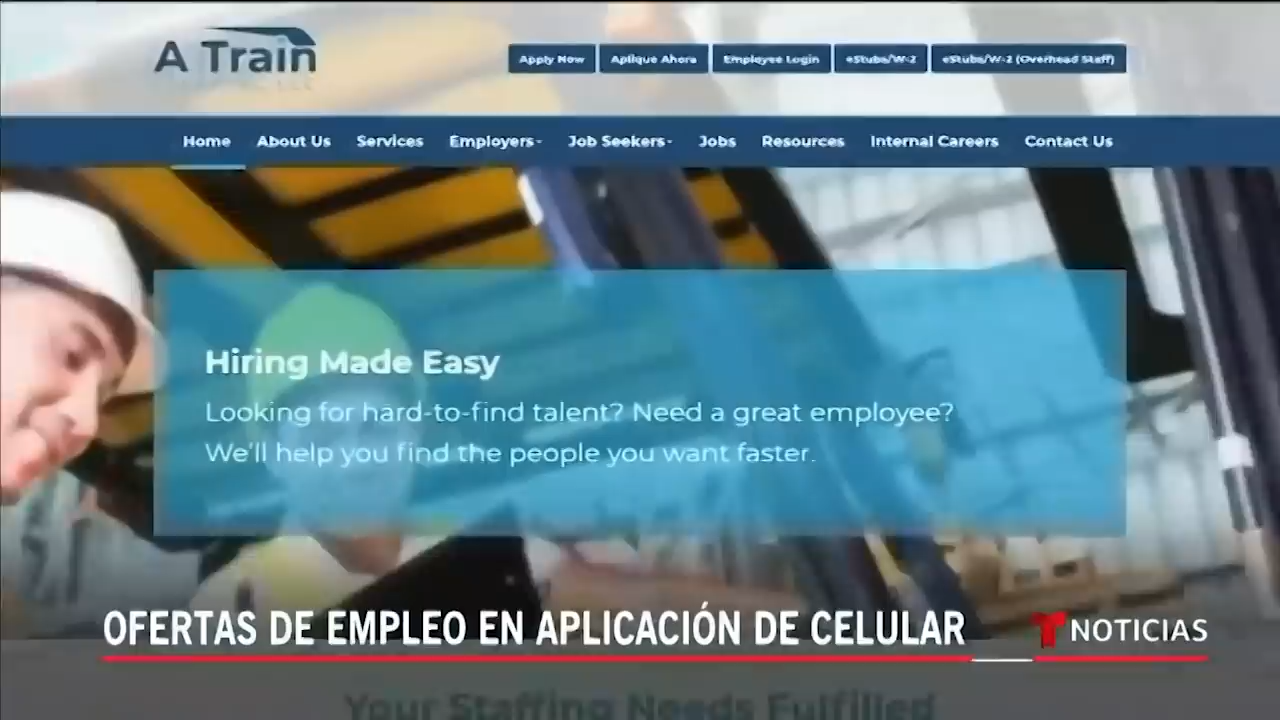 A Train
Apply Now
Aplique Ahora
Employee Login
eStubs/W-2
eStubs/W-2 (Overhead Staff)
Home
About Us
Services
Employers
Job Seekers
Jobs
Resources
Internal Careers
Contact Us
Hiring Made Easy
Looking for hard-to-find talent? Need a great employee?
We'll help you find the people you want faster.
OFERTAS DE EMPLEO EN APLICACIÓN DE CELULAR
NOTICIAS
Your Staffing Needs Fulfilled